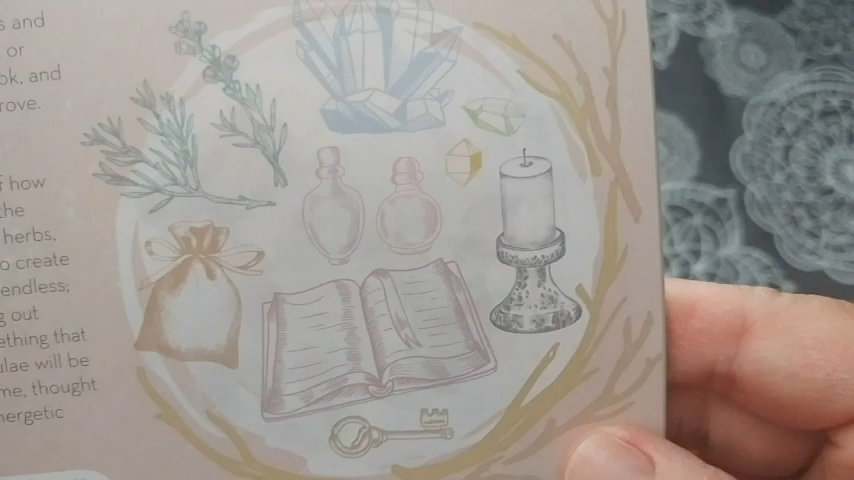 s and
or
ok, and
rove.
f how
the
herbs,
o create
endless;
g out
ething that
ulae will be
me, thought
nergetic